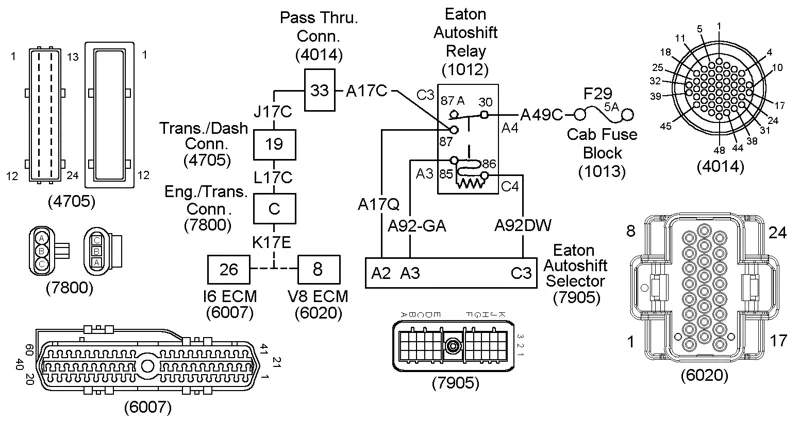 Pass Thru.
Conn.
(4014)
Eaton
Autoshift
Relay
(1012)
1
13
12
24
(4705)
1
12
33
A17C
C3
87 A
30
87
A4
A49C
F29
5A
Cab Fuse
Block
(1013)
1
5
11
18
25
32
39
45
4
10
17
24
31
38
44
48
(4014)
J17C
Trans./Dash
Conn.
(4705)
19
L17C
Eng./Trans.
Conn.
(7800)
C
K17E
26
8
I6 ECM
(6007)
V8 ECM
(6020)
A3
85
86
C4
A17Q
A92-GA
A92DW
A2
A3
C3
Eaton
Autoshift
Selector
(7905)
A
B
C
C
B
A
(7800)
60
40
20
41
21
1
(6007)
A B C D E F G H J K
3 2 1
(7905)
8
24
1
17
(6020)